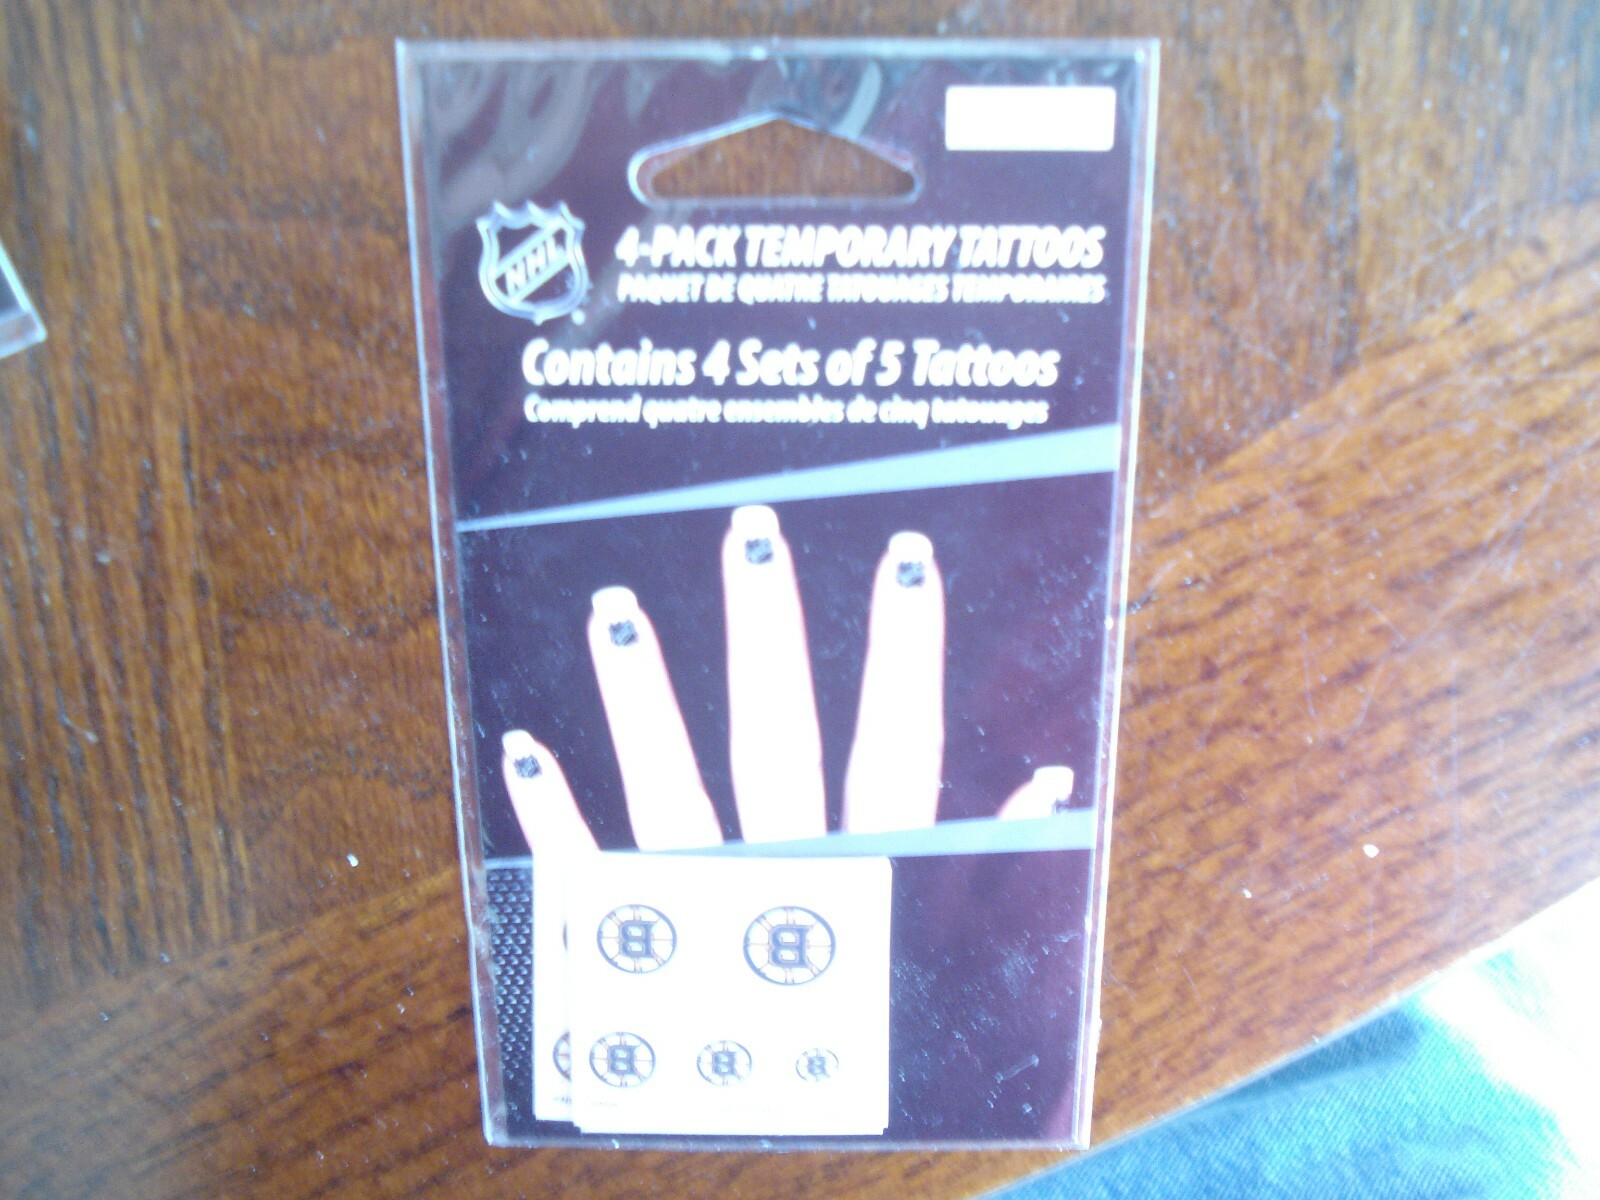 NHL
4-PACK TEMPORARY TATTOOS
PAQUET DE QUATRE TATOUAGES TEMPORAIRES
Contains 4 Sets of 5 Tattoos
Comprend quatre ensembles de cinq tatouages
B B
B B B